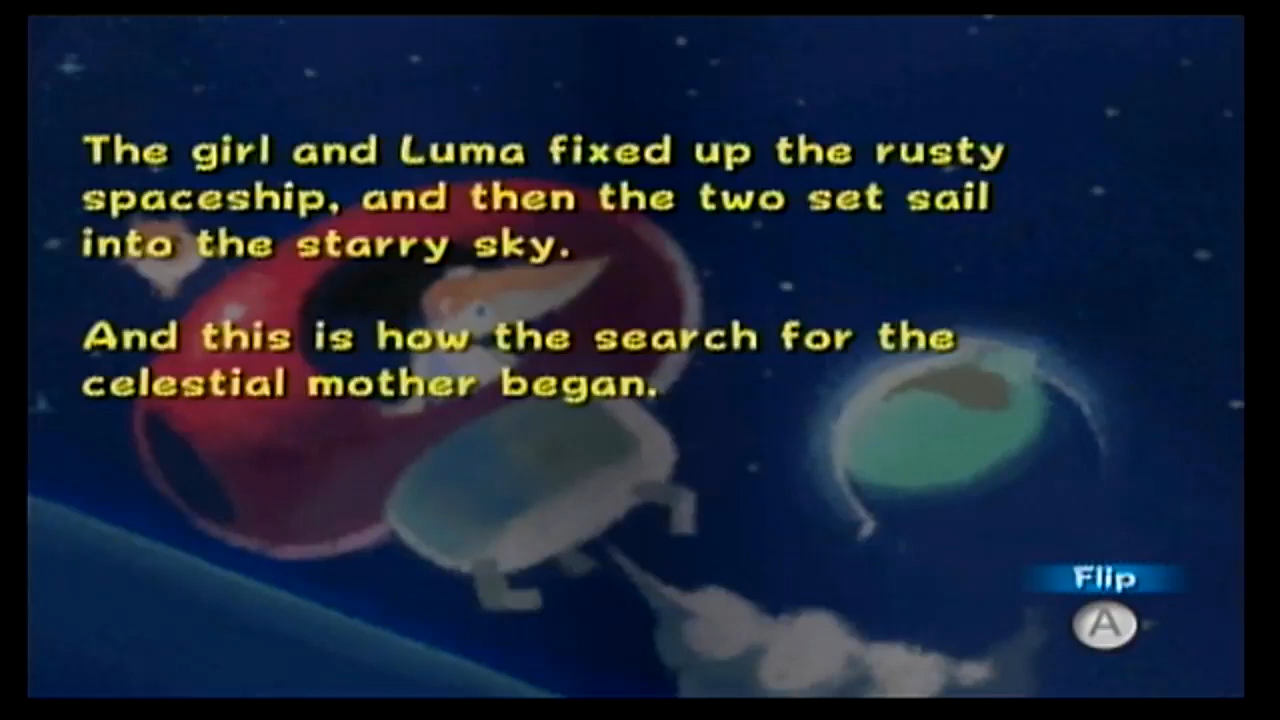 The girl and Luma fixed up the rusty
spaceship, and then the two set sail
into the starry sky.
And this is how the search for the
celestial mother began.
Flip
A